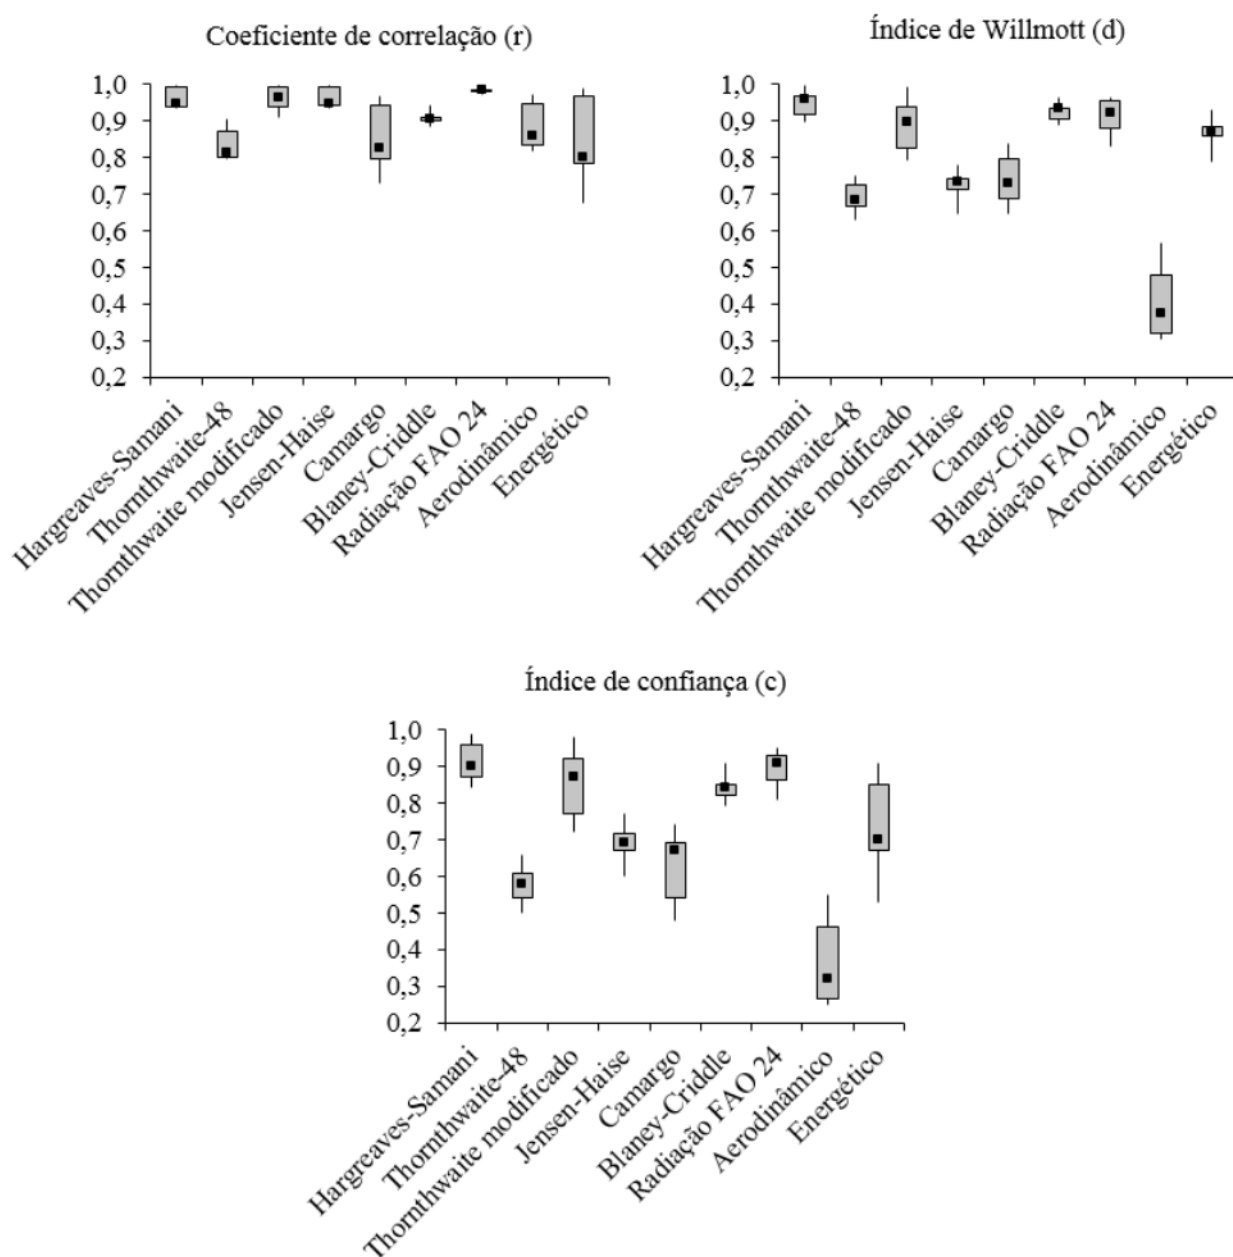 Coeficiente de correlação (r)
1,0
0,9
0,8
0,7
0,6
0,5
0,4
0,3
0,2
Hargreaves-Samani
Thornthwaite-48
Thornthwaite modificado
Jensen-Haise
Camargo
Blaney-Criddle
Radiação FAO 24
Aerodinâmico
Energético
Índice de Willmott (d)
1,0
0,9
0,8
0,7
0,6
0,5
0,4
0,3
0,2
Hargreaves-Samani
Thornthwaite-48
Thornthwaite modificado
Jensen-Haise
Camargo
Blaney-Criddle
Radiação FAO 24
Aerodinâmico
Energético
Índice de confiança (c)
1,0
0,9
0,8
0,7
0,6
0,5
0,4
0,3
0,2
Hargreaves-Samani
Thornthwaite-48
Thornthwaite modificado
Jensen-Haise
Camargo
Blaney-Criddle
Radiação FAO 24
Aerodinâmico
Energético